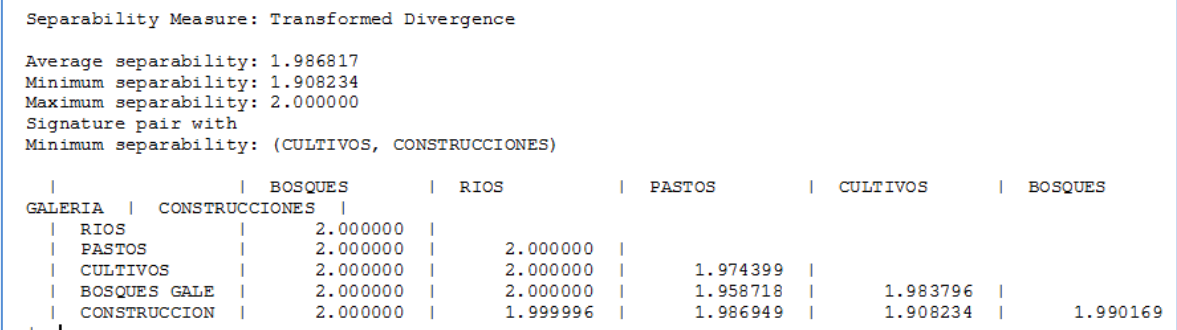 Separability Measure: Transformed Divergence
Average separability: 1.986817
Minimum separability: 1.908234
Maximum separability: 2.000000
Signature pair with
Minimum separability: (CULTIVOS, CONSTRUCCIONES)
| | BOSQUES | RIOS | PASTOS | CULTIVOS | BOSQUES
GALERIA | CONSTRUCCIONES |
| RIOS | 2.000000 |
| PASTOS | 2.000000 | 2.000000 |
| CULTIVOS | 2.000000 | 2.000000 | 1.974399 |
| BOSQUES GALE | 2.000000 | 2.000000 | 1.958718 | 1.983796 |
| CONSTRUCCION | 2.000000 | 1.999996 | 1.986949 | 1.908234 | 1.990169